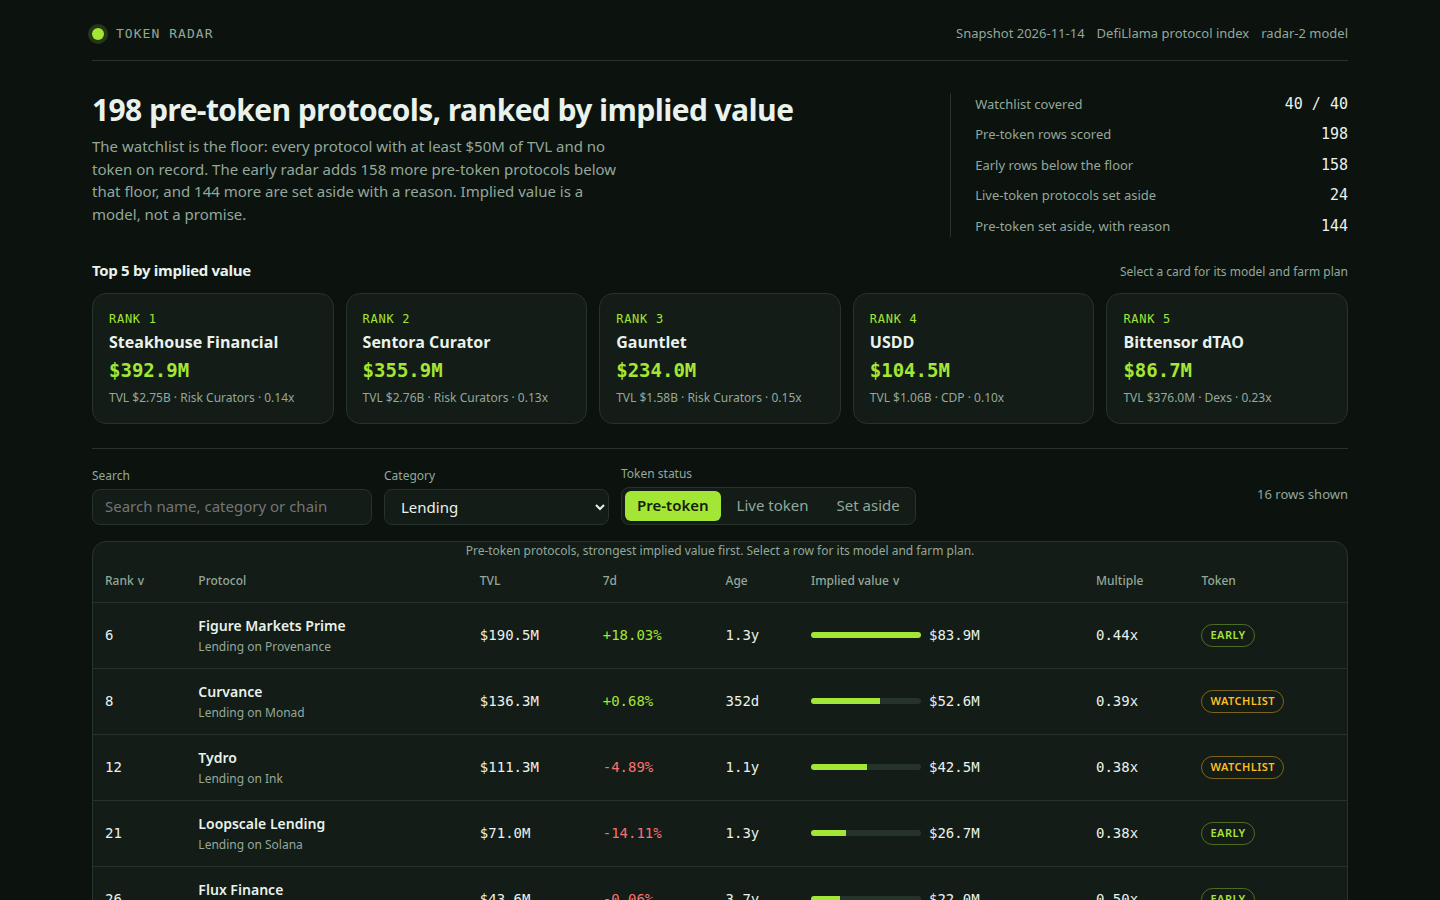 TOKEN RADAR
Snapshot 2026-11-14 DefiLlama protocol index radar-2 model
198 pre-token protocols, ranked by implied value
The watchlist is the floor: every protocol with at least $50M of TVL and no
token on record. The early radar adds 158 more pre-token protocols below
that floor, and 144 more are set aside with a reason. Implied value is a
model, not a promise.
Watchlist covered 40 / 40
Pre-token rows scored 198
Early rows below the floor 158
Live-token protocols set aside 24
Pre-token set aside, with reason 144
Top 5 by implied value
Select a card for its model and farm plan
RANK 1
Steakhouse Financial
$392.9M
TVL $2.75B · Risk Curators · 0.14x
RANK 2
Sentora Curator
$355.9M
TVL $2.76B · Risk Curators · 0.13x
RANK 3
Gauntlet
$234.0M
TVL $1.58B · Risk Curators · 0.15x
RANK 4
USDD
$104.5M
TVL $1.06B · CDP · 0.10x
RANK 5
Bittensor dTAO
$86.7M
TVL $376.0M · Dexs · 0.23x
Search
Search name, category or chain
Category
Lending
Token status
Pre-token Live token Set aside
16 rows shown
Pre-token protocols, strongest implied value first. Select a row for its model and farm plan.
Rank v Protocol TVL 7d Age Implied value v Multiple Token
6 Figure Markets Prime $190.5M +18.03% 1.3y $83.9M 0.44x EARLY
Lending on Provenance
8 Curvance $136.3M +0.68% 352d $52.6M 0.39x WATCHLIST
Lending on Monad
12 Tydro $111.3M -4.89% 1.1y $42.5M 0.38x WATCHLIST
Lending on Ink
21 Loopscale Lending $71.0M -14.11% 1.3y $26.7M 0.38x EARLY
Lending on Solana
26 Flux Finance $43.6M -0.06% 3.7y $22.0M 0.50x EARLY